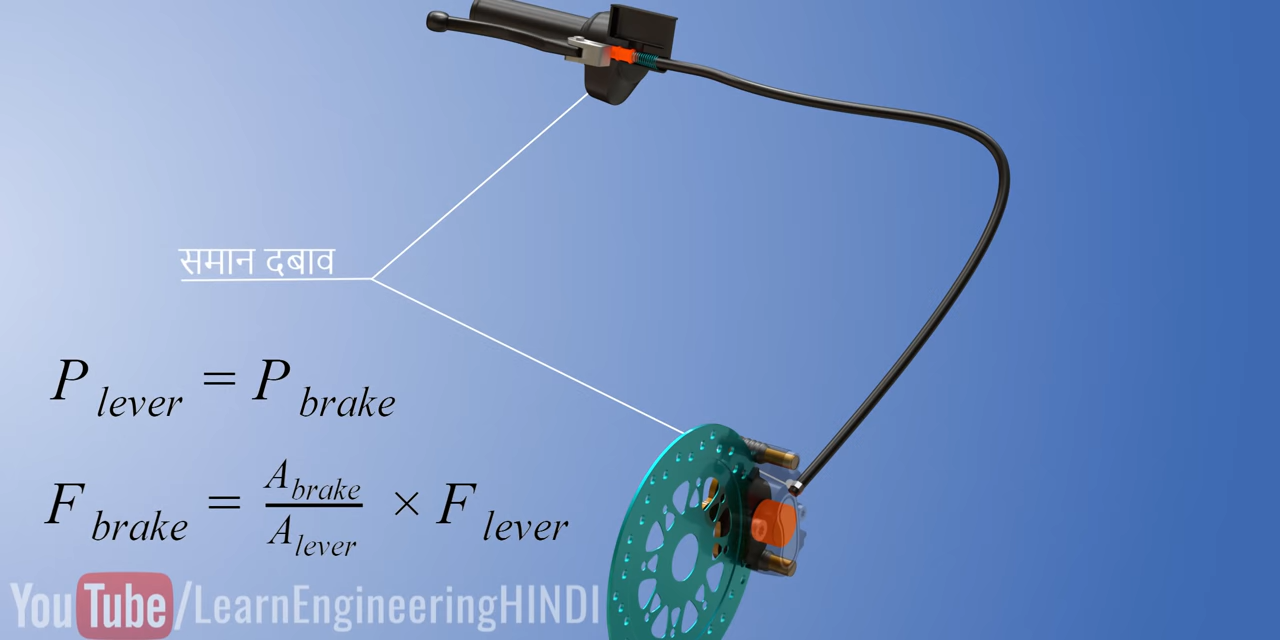 समान दबाव
P lever = P brake
F brake = A brake / A lever × F lever
YouTube/LearnEngineeringHINDI